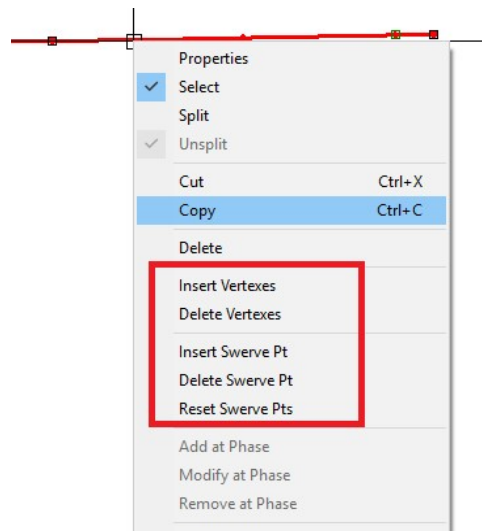 Properties
Select
Split
Unsplit
Cut Ctrl+X
Copy Ctrl+C
Delete
Insert Vertexes
Delete Vertexes
Insert Swerve Pt
Delete Swerve Pt
Reset Swerve Pts
Add at Phase
Modify at Phase
Remove at Phase